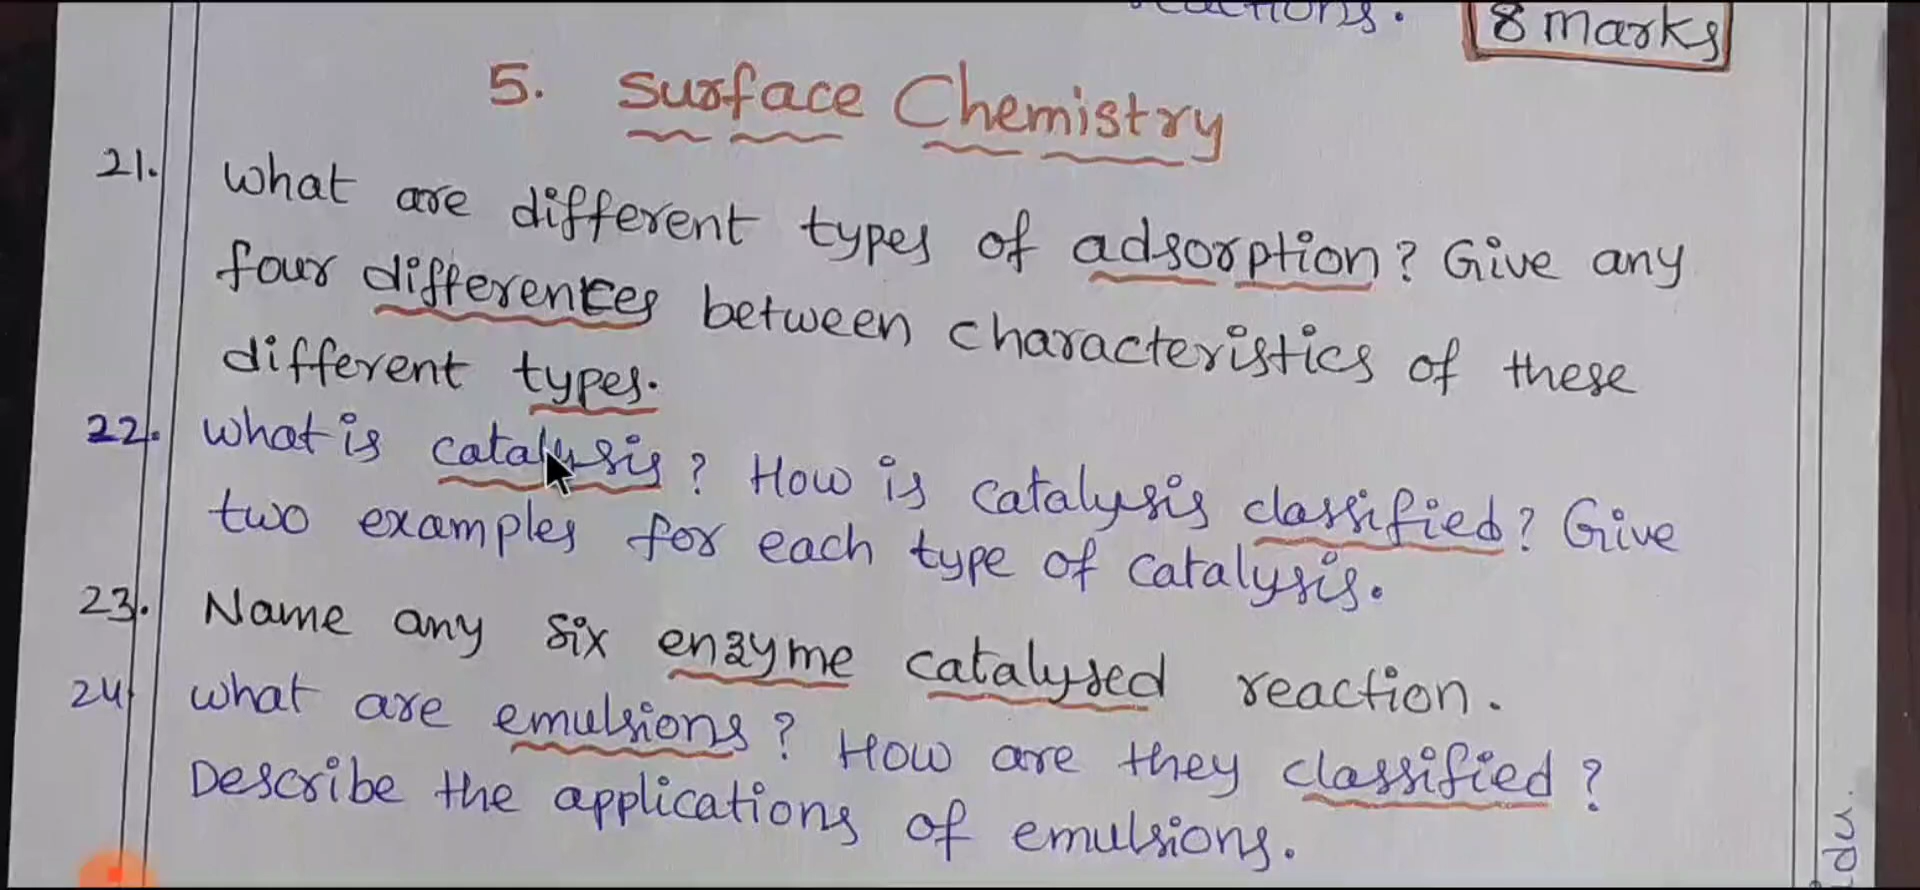 8 Marks
5. Surface Chemistry
21. What are different types of adsorption? Give any
four differences between characteristics of these
different types.
22. What is catalysis? How is catalysis classified? Give
two examples for each type of catalysis.
23. Name any six enzyme catalysed reaction.
24 What are emulsions? How are they classified?
Describe the applications of emulsions.